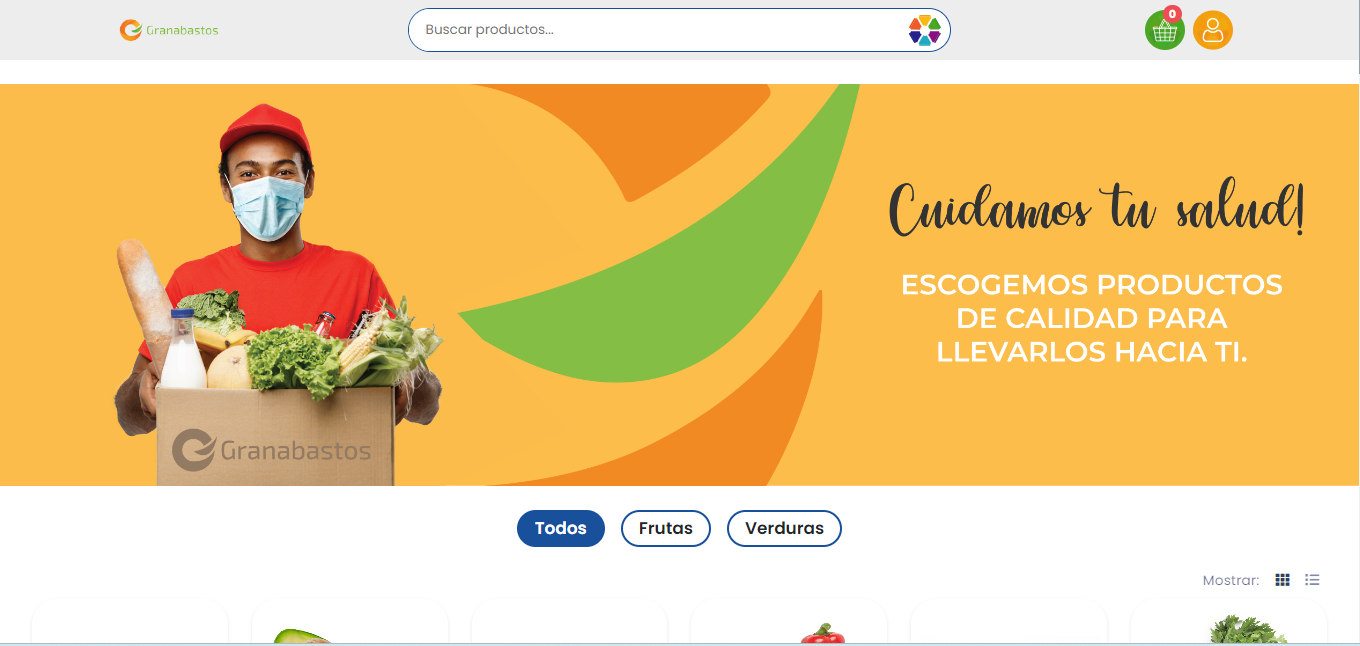 Granabastos
Buscar productos...
0
Cuidamos tu salud!
ESCOGEMOS PRODUCTOS
DE CALIDAD PARA
LLEVARLOS HACIA TI.
Granabastos
Todos
Frutas
Verduras
Mostrar: